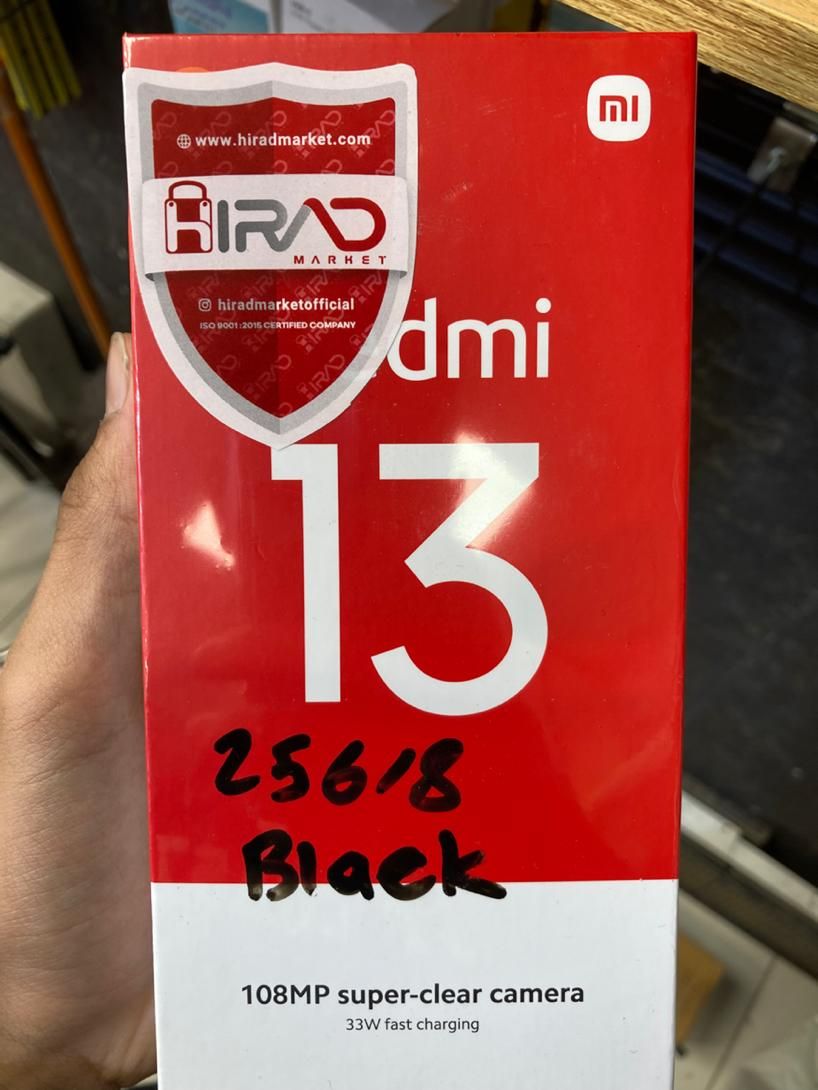 mi
www.hiradmarket.com
HIRAD
MARKET
hiradmarketofficial
ISO 9001:2015 CERTIFIED COMPANY
dmi
13
256/8
Black
108MP super-clear camera
33W fast charging